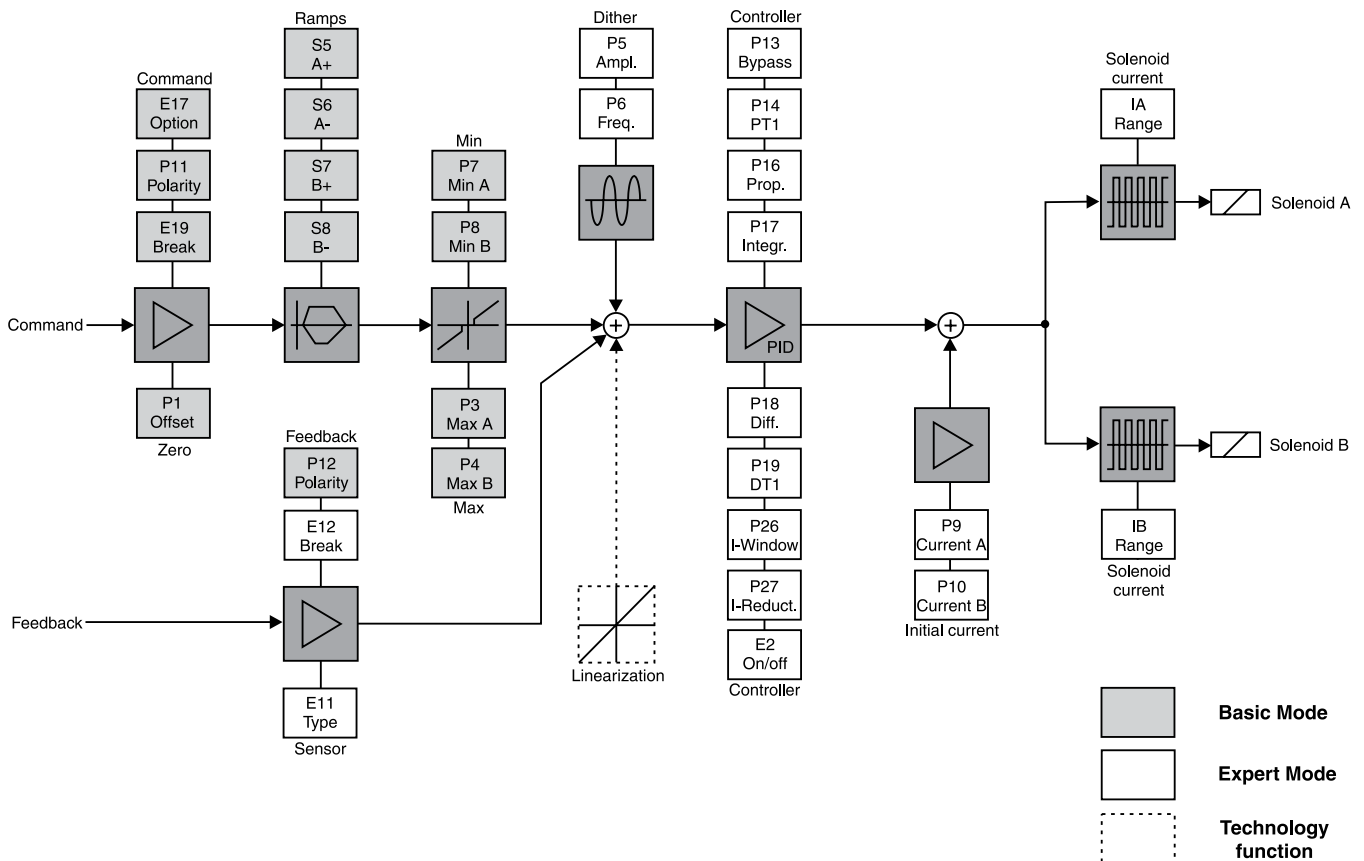 Ramps
S5
A+
S6
A-
S7
B+
S8
B-
Command
E17
Option
P11
Polarity
E19
Break
Command
P1
Offset
Zero
Min
P7
Min A
P8
Min B
P3
Max A
P4
Max B
Max
Feedback
P12
Polarity
E12
Break
Feedback
E11
Type
Sensor
Dither
P5
Ampl.
P6
Freq.
+
Linearization
Controller
P13
Bypass
P14
PT1
P16
Prop.
P17
Integr.
PID
P18
Diff.
P19
DT1
P26
I-Window
P27
I-Reduct.
E2
On/off
Controller
+
P9
Current A
P10
Current B
Initial current
Solenoid
current
IA
Range
Solenoid A
Solenoid B
IB
Range
Solenoid
current
Basic Mode
Expert Mode
Technology
function